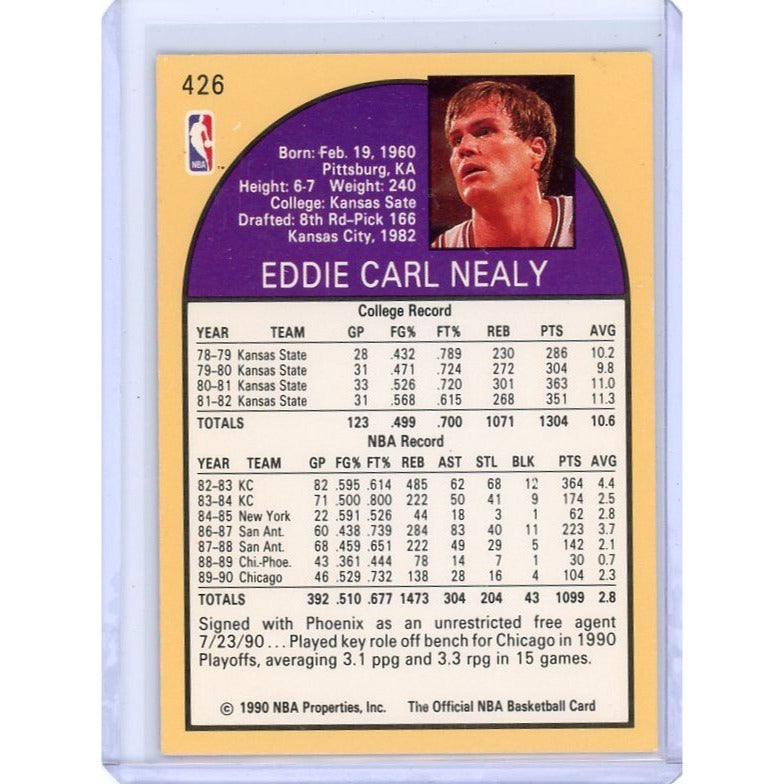 426
NBA
™
Born: Feb. 19, 1960
Pittsburg, KA
Height: 6-7 Weight: 240
College: Kansas Sate
Drafted: 8th Rd–Pick 166
Kansas City, 1982
EDDIE CARL NEALY
College Record
YEAR TEAM GP FG% FT% REB PTS AVG
78–79 Kansas State 28 .432 .789 230 286 10.2
79–80 Kansas State 31 .471 .724 272 304 9.8
80–81 Kansas State 33 .526 .720 301 363 11.0
81–82 Kansas State 31 .568 .615 268 351 11.3
TOTALS 123 .499 .700 1071 1304 10.6
NBA Record
YEAR TEAM GP FG% FT% REB AST STL BLK PTS AVG
82–83 KC 82 .595 .614 485 62 68 12 364 4.4
83–84 KC 71 .500 .800 222 50 41 9 174 2.5
84–85 New York 22 .591 .526 44 18 3 1 62 2.8
86–87 San Ant. 60 .438 .739 284 83 40 11 223 3.7
87–88 San Ant. 68 .459 .651 222 49 29 5 142 2.1
88–89 Chi.-Phoe. 43 .361 .444 78 14 7 1 30 0.7
89–90 Chicago 46 .529 .732 138 28 16 4 104 2.3
TOTALS 392 .510 .677 1473 304 204 43 1099 2.8
Signed with Phoenix as an unrestricted free agent
7/23/90 ... Played key role off bench for Chicago in 1990
Playoffs, averaging 3.1 ppg and 3.3 rpg in 15 games.
© 1990 NBA Properties, Inc. The Official NBA Basketball Card